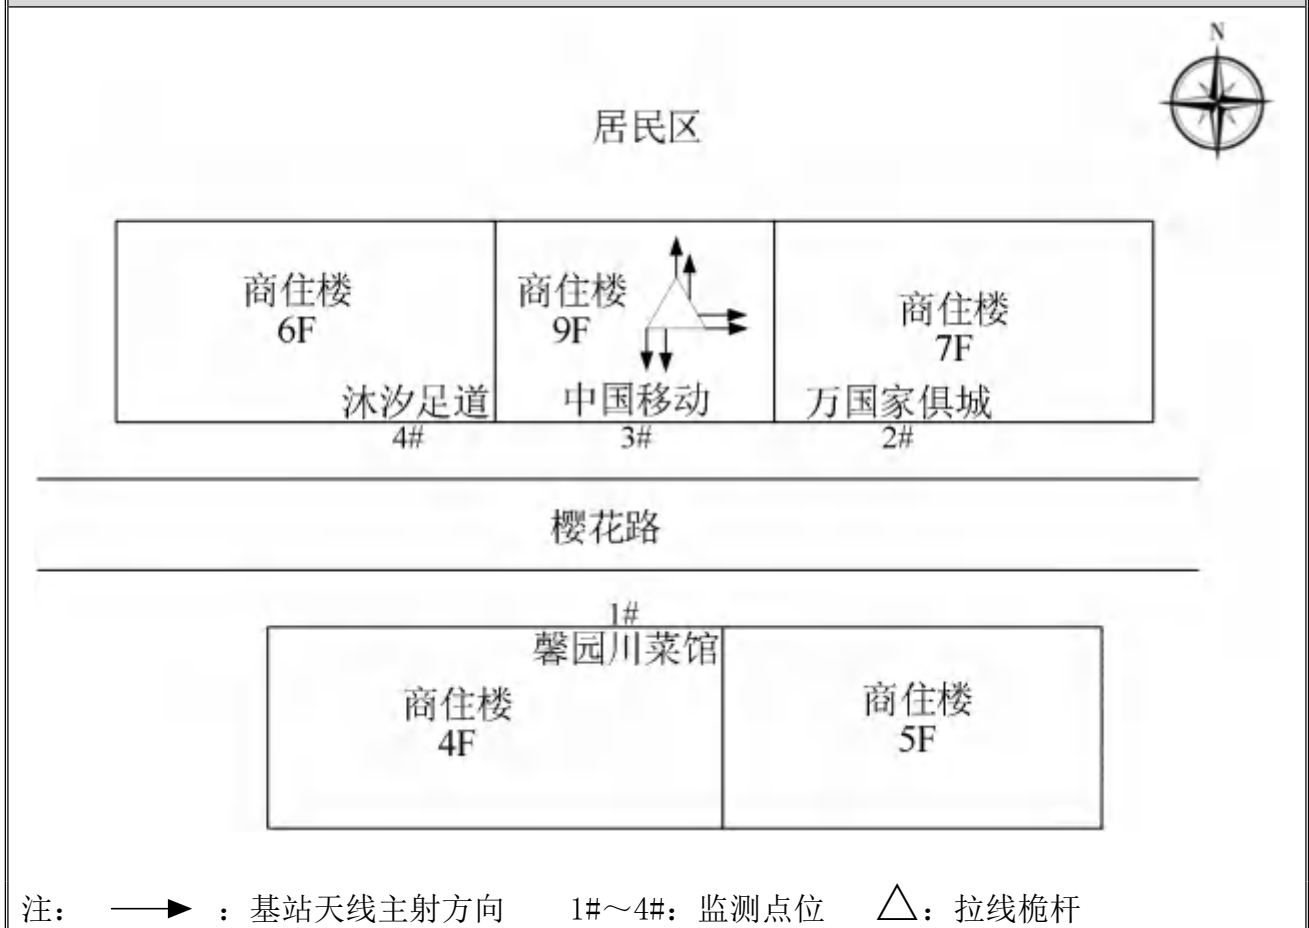 N
居民区
商住楼
6F
商住楼
9F
商住楼
7F
沐汐足道
中国移动
万国家俱城
4#
3#
2#
樱花路
1#
馨园川菜馆
商住楼
4F
商住楼
5F
注： ：基站天线主射方向 1#～4#：监测点位 △：拉线桅杆